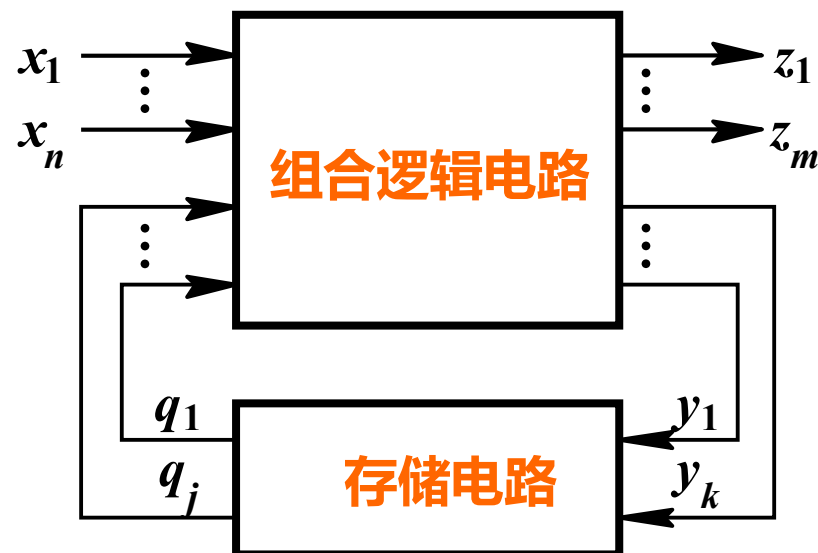 x1 z1
⋮ ⋮
xn zm
组合逻辑电路
⋮ ⋮
q1 y1
存储电路
qj yk